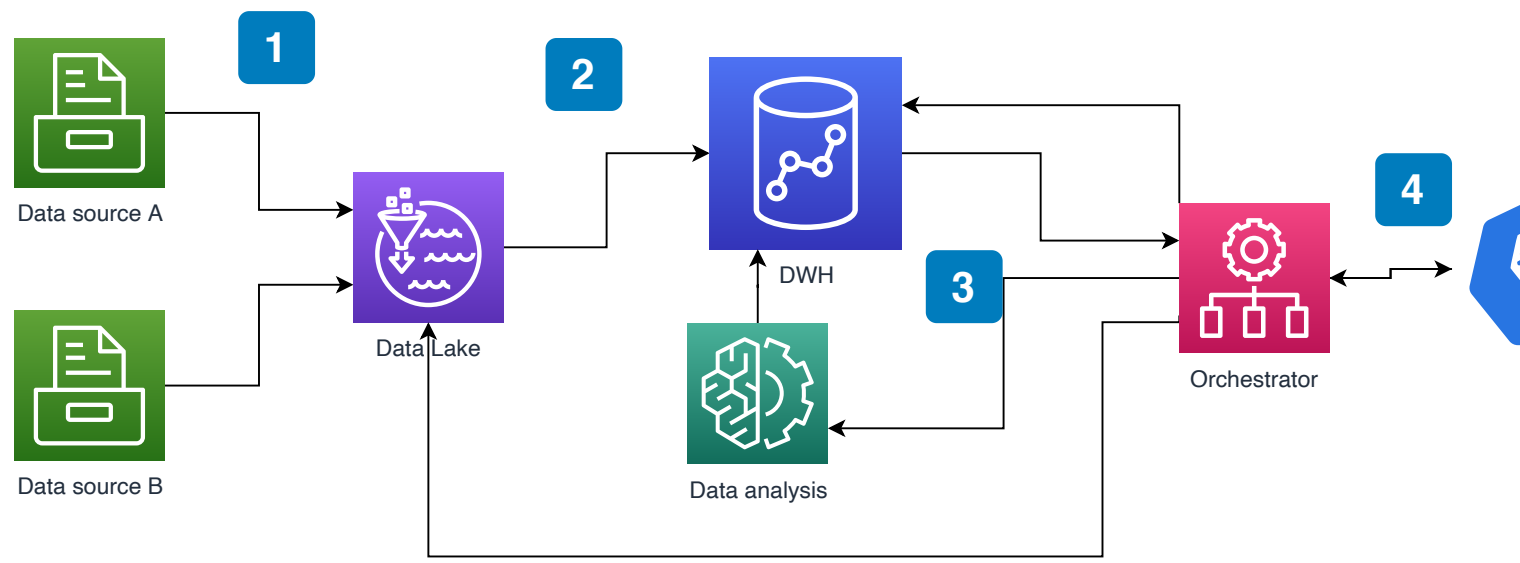 1
2
Data source A
4
DWH
3
Data Lake
Orchestrator
Data source B
Data analysis